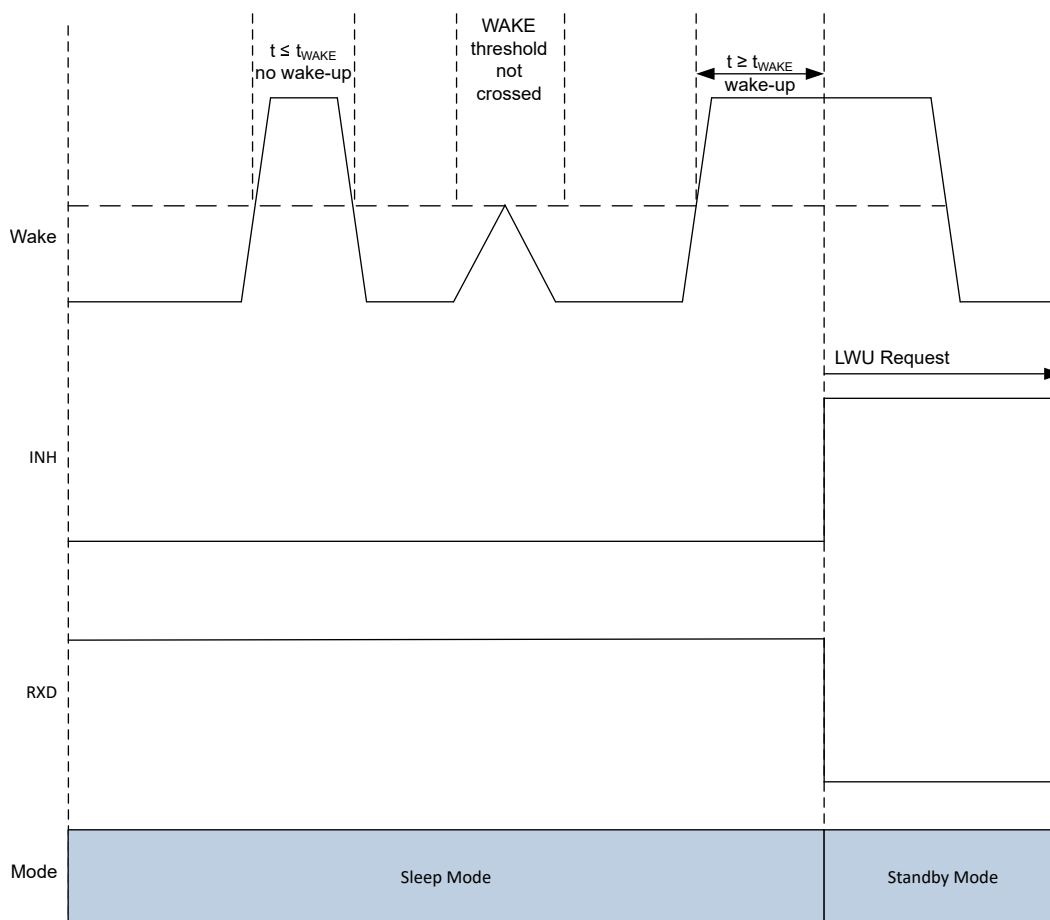 t ≤ tWAKE
no wake-up
WAKE
threshold
not
crossed
t ≥ tWAKE
wake-up
Wake
LWU Request
INH
RXD
Mode
Sleep Mode
Standby Mode